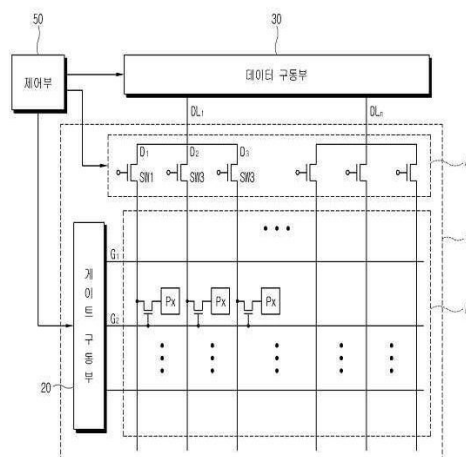 50
30
제어부
데이터 구동부
DL₁
DLₙ
D₁
D₂
D₃
SW1
SW3
SW3
G₁
게이트 구동부
Px
Px
Px
G₂
20